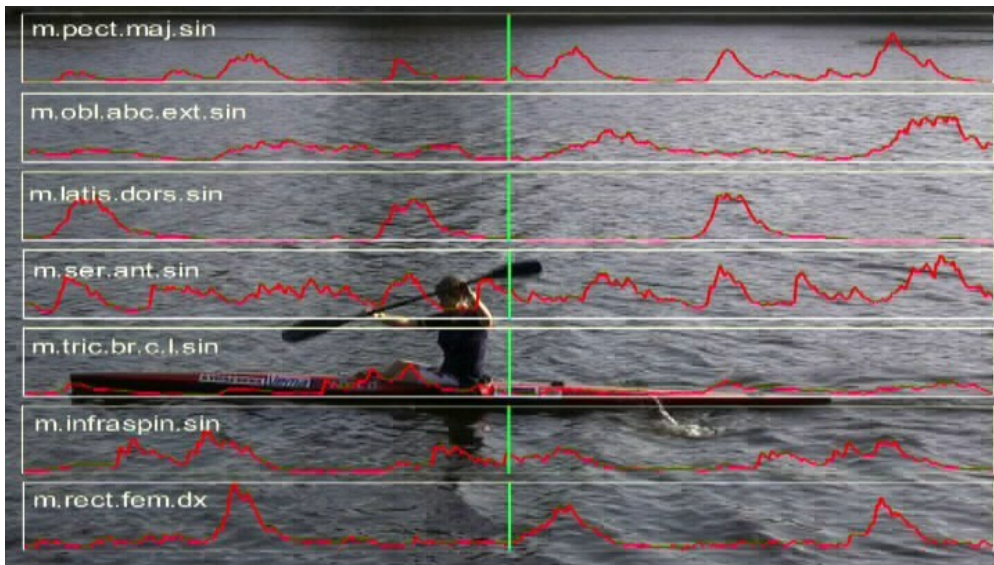 m.pect.maj.sin
m.obl.abc.ext.sin
m.latis.dors.sin
m.ser.ant.sin
m.tric.br.c.l.sin
m.infraspin.sin
m.rect.fem.dx